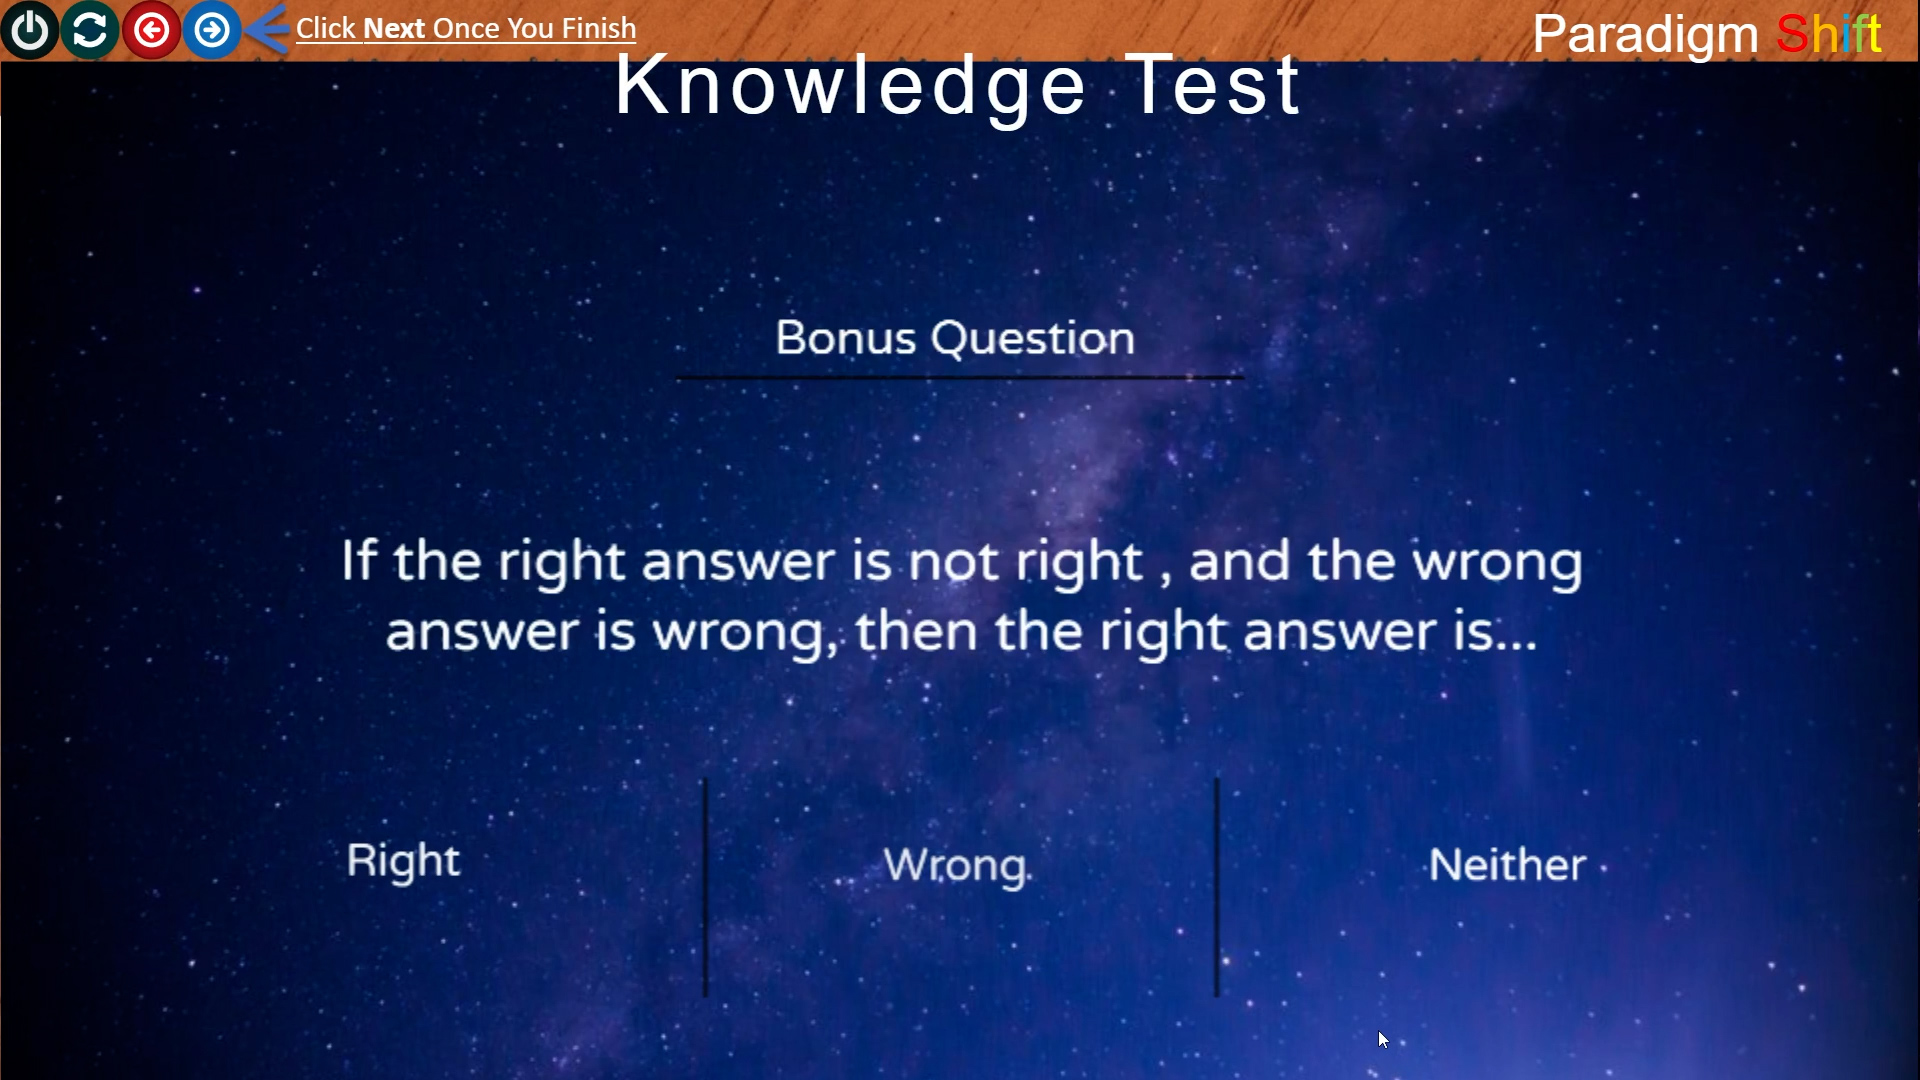 Click Next Once You Finish
Paradigm Shift
Knowledge Test
Bonus Question
If the right answer is not right , and the wrong
answer is wrong, then the right answer is...
Right
Wrong
Neither